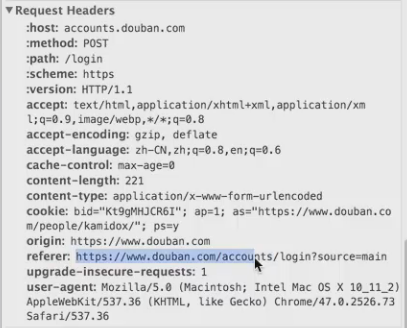 ▼Request Headers
:host: accounts.douban.com
:method: POST
:path: /login
:scheme: https
:version: HTTP/1.1
accept: text/html,application/xhtml+xml,application/xm
l;q=0.9,image/webp,*/*;q=0.8
accept-encoding: gzip, deflate
accept-language: zh-CN,zh;q=0.8,en;q=0.6
cache-control: max-age=0
content-length: 221
content-type: application/x-www-form-urlencoded
cookie: bid="Kt9gMHJCR6I"; ap=1; as="https://www.douban.co
m/people/kamidox/"; ps=y
origin: https://www.douban.com
referer: https://www.douban.com/accounts/login?source=main
upgrade-insecure-requests: 1
user-agent: Mozilla/5.0 (Macintosh; Intel Mac OS X 10_11_2)
AppleWebKit/537.36 (KHTML, like Gecko) Chrome/47.0.2526.73
Safari/537.36